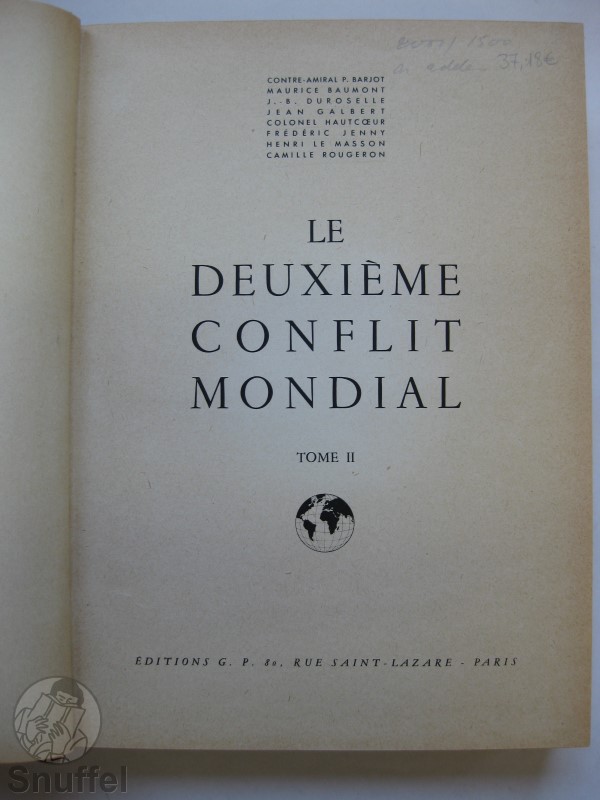 37,18€
CONTRE-AMIRAL P. BARJOT
MAURICE BAUMONT
J.-B. DUROSELLE
JEAN GALBERT
COLONEL HAUTCŒUR
FRÉDÉRIC JENNY
HENRI LE MASSON
CAMILLE ROUGERON
LE
DEUXIÈME
CONFLIT
MONDIAL
TOME II
ÉDITIONS G. P. 80, RUE SAINT-LAZARE - PARIS
Snuffel